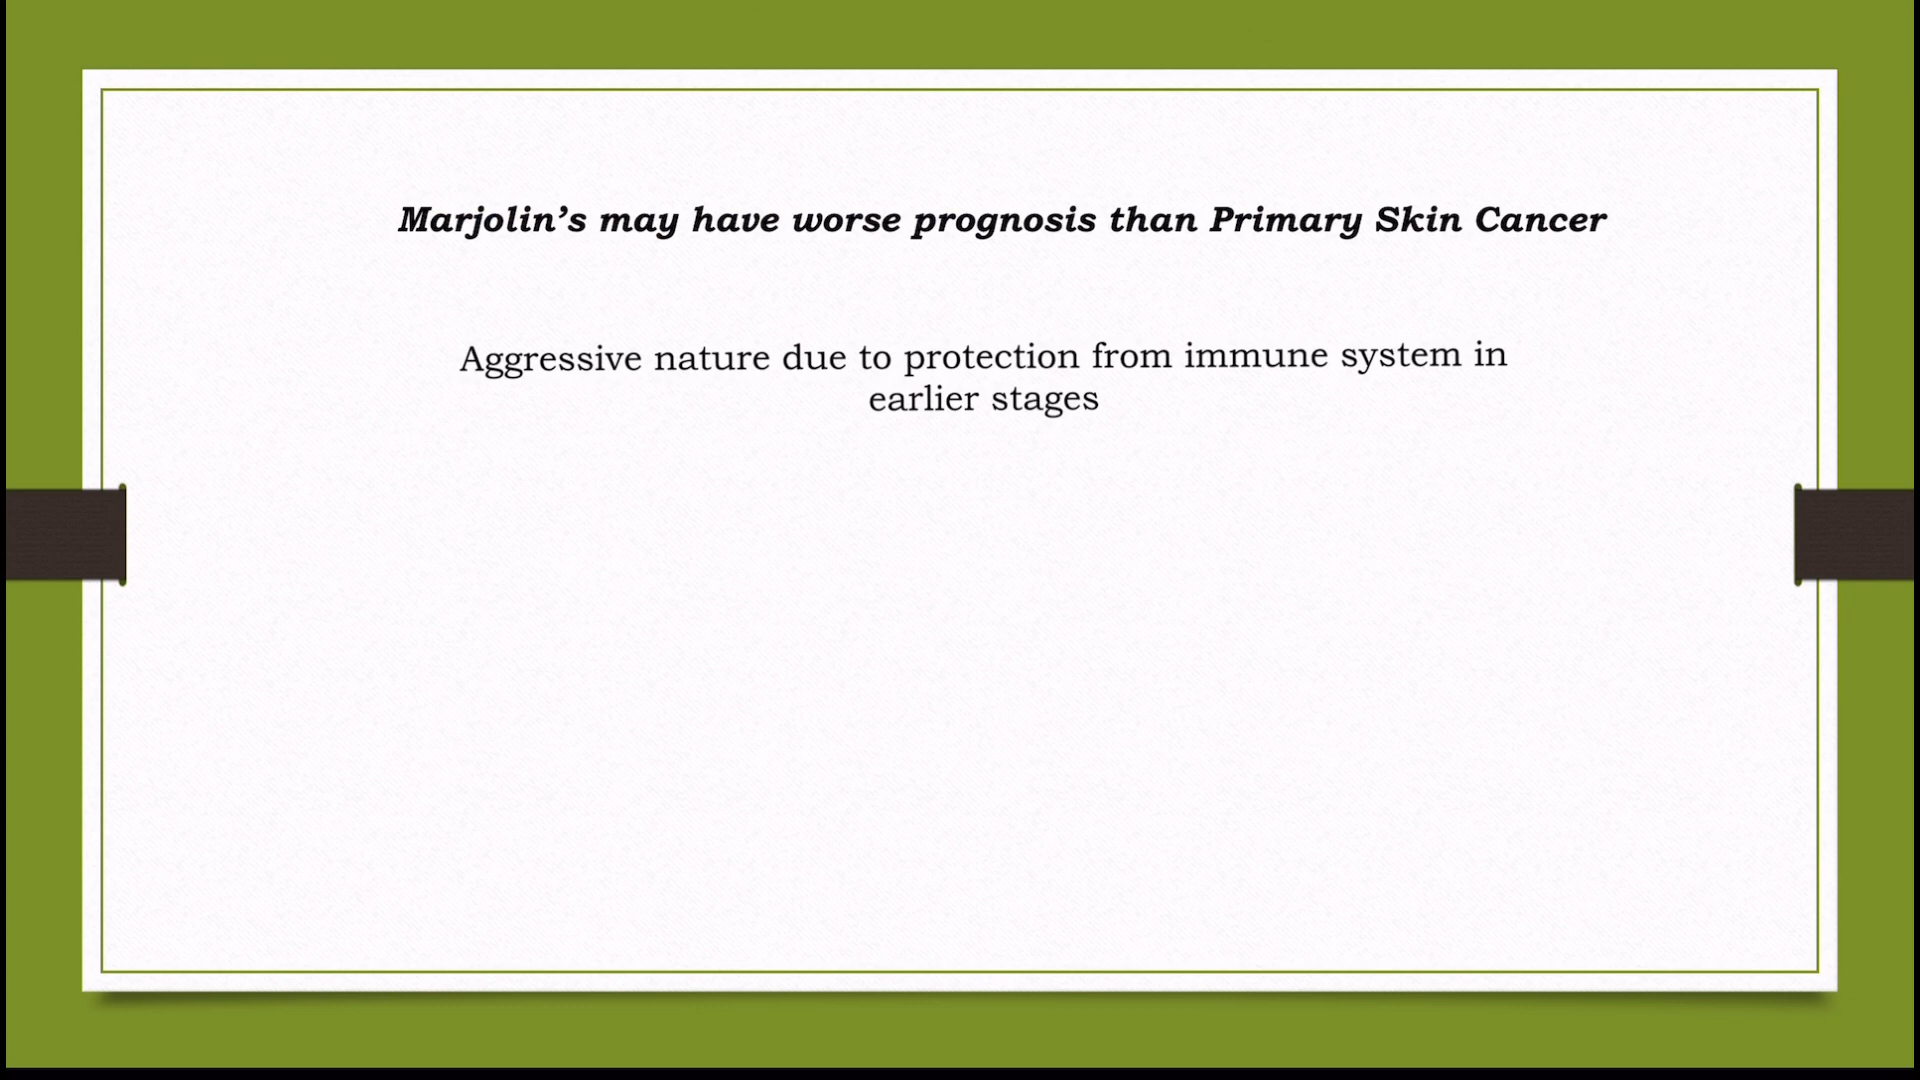 Marjolin’s may have worse prognosis than Primary Skin Cancer
Aggressive nature due to protection from immune system in
earlier stages